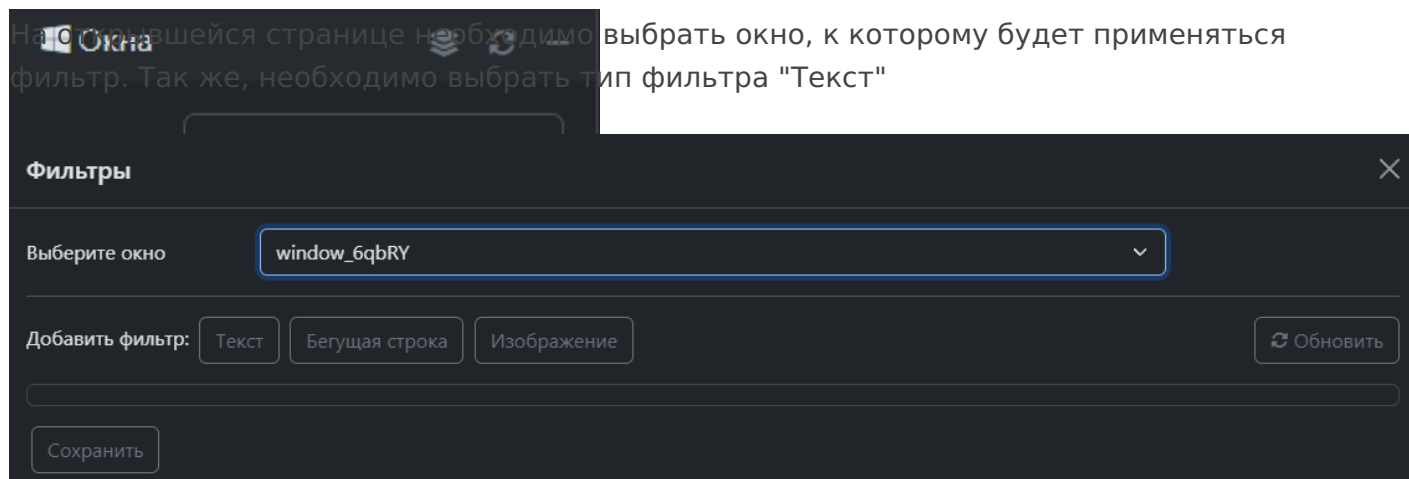 На открывшейся странице необходимо выбрать окно, к которому будет применяться
фильтр. Так же, необходимо выбрать тип фильтра "Текст"
Окна
Фильтры
Выберите окно window_6qbRY
Добавить фильтр: Текст Бегущая строка Изображение Обновить
Сохранить